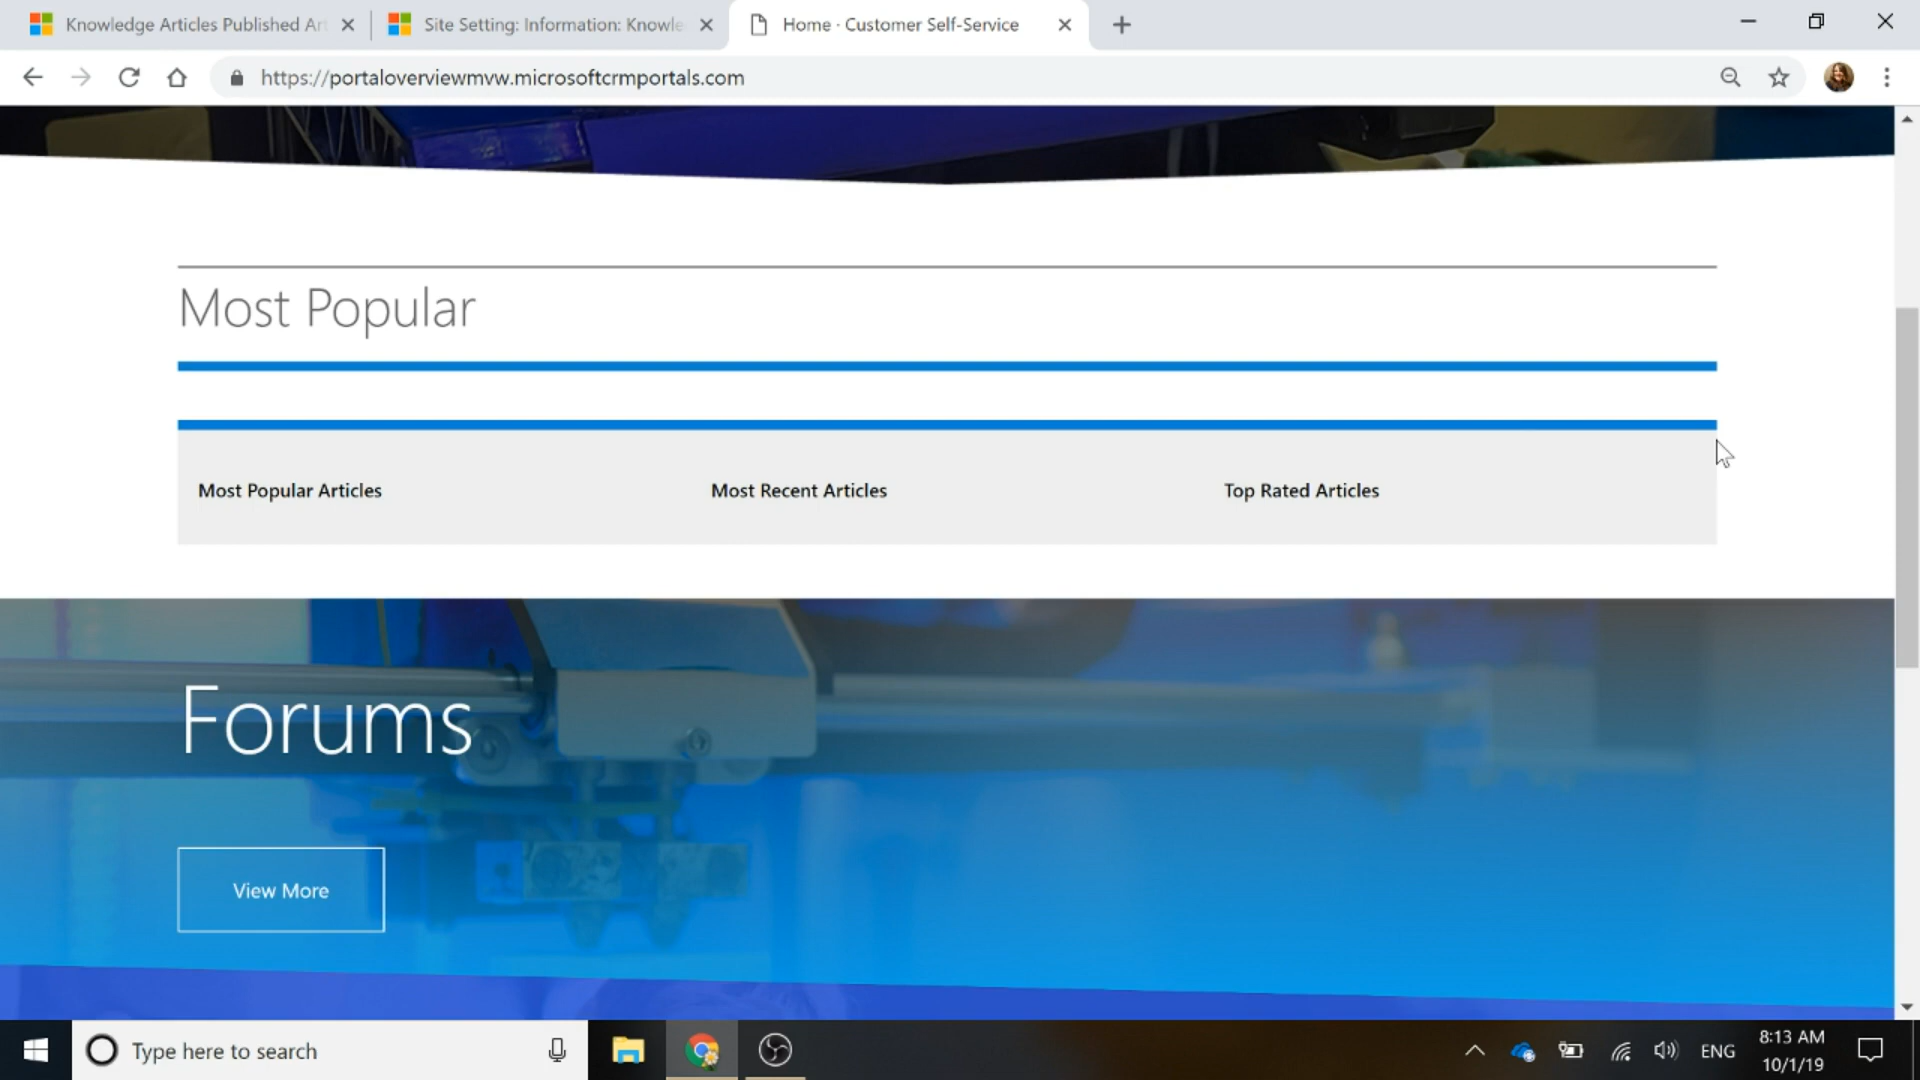 Knowledge Articles Published Ar
Site Setting: Information: Knowle
Home · Customer Self-Service
https://portaloverviewmvw.microsoftcrmportals.com
Most Popular
Most Popular Articles
Most Recent Articles
Top Rated Articles
Forums
View More
Type here to search
ENG
8:13 AM
10/1/19